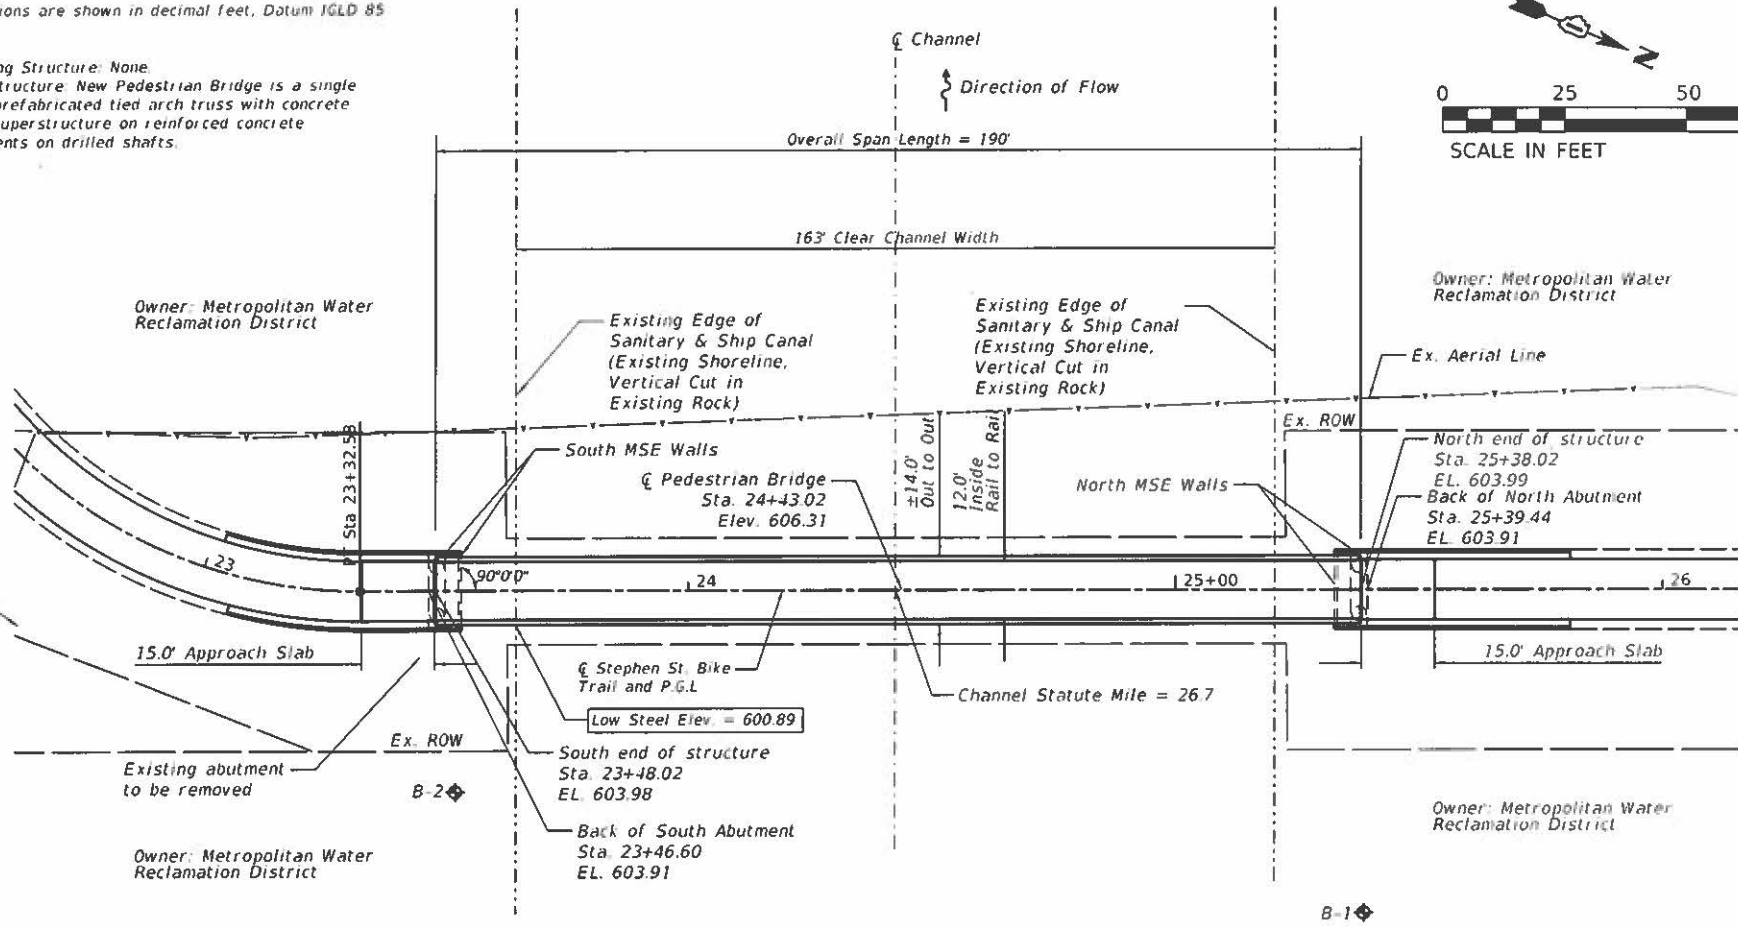 ions are shown in decimal feet, Datum IGLD 85
ng Structure: None.
tructure: New Pedestrian Bridge is a single
prefabricated tied arch truss with concrete
uperstructure on reinforced concrete
ents on drilled shafts.
℄ Channel
Direction of Flow
N
0 25 50
SCALE IN FEET
Overall Span Length = 190'
163' Clear Channel Width
Owner: Metropolitan Water
Reclamation District
Existing Edge of
Sanitary & Ship Canal
(Existing Shoreline,
Vertical Cut in
Existing Rock)
Existing Edge of
Sanitary & Ship Canal
(Existing Shoreline,
Vertical Cut in
Existing Rock)
Owner: Metropolitan Water
Reclamation District
Ex. Aerial Line
Ex. ROW
PT Sta 23+32.53
South MSE Walls
℄ Pedestrian Bridge
Sta. 24+43.02
Elev. 606.31
±14.0'
Out to Out
12.0'
Inside
Rail to Rail
North MSE Walls
North end of structure
Sta. 25+38.02
EL. 603.99
Back of North Abutment
Sta. 25+39.44
EL. 603.91
23
90°0'0"
24
25+00
26
15.0' Approach Slab
15.0' Approach Slab
℄ Stephen St. Bike
Trail and P.G.L
Channel Statute Mile = 26.7
Low Steel Elev. = 600.89
Ex. ROW
South end of structure
Sta. 23+48.02
EL. 603.98
Existing abutment
to be removed
B-2
Back of South Abutment
Sta. 23+46.60
EL. 603.91
Owner: Metropolitan Water
Reclamation District
Owner: Metropolitan Water
Reclamation District
B-1